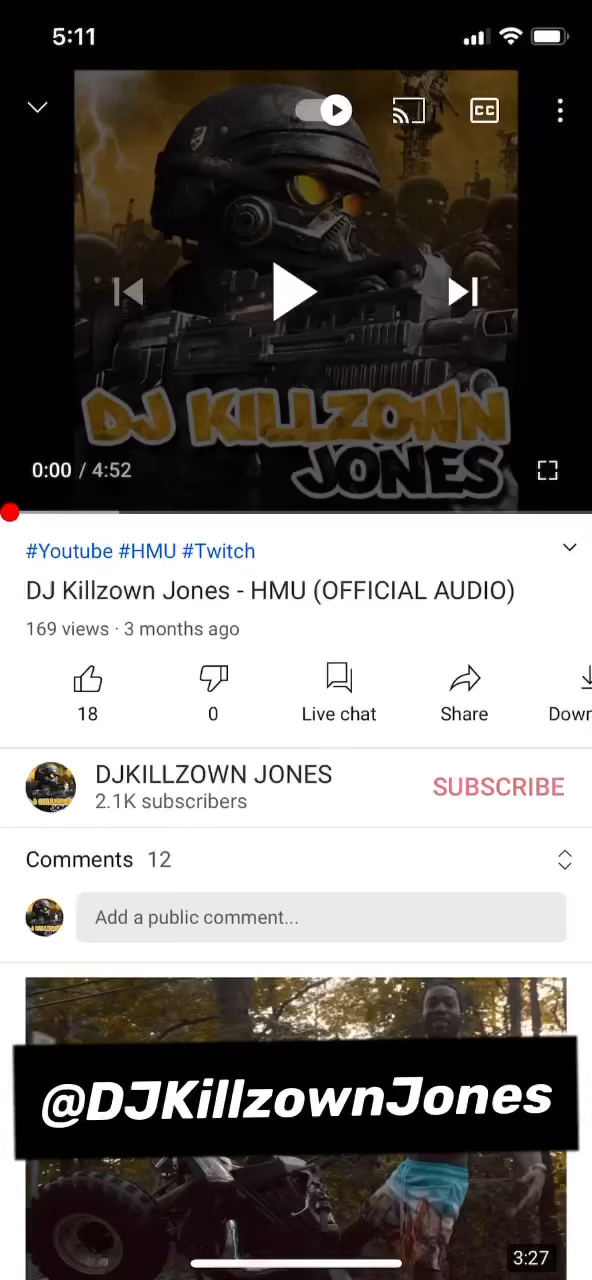 5:11
CC
DJ KILLZOWN
JONES
0:00 / 4:52
#Youtube #HMU #Twitch
DJ Killzown Jones - HMU (OFFICIAL AUDIO)
169 views · 3 months ago
18 0 Live chat Share Down
DJKILLZOWN JONES
2.1K subscribers
SUBSCRIBE
Comments 12
Add a public comment...
@DJKillzownJones
3:27